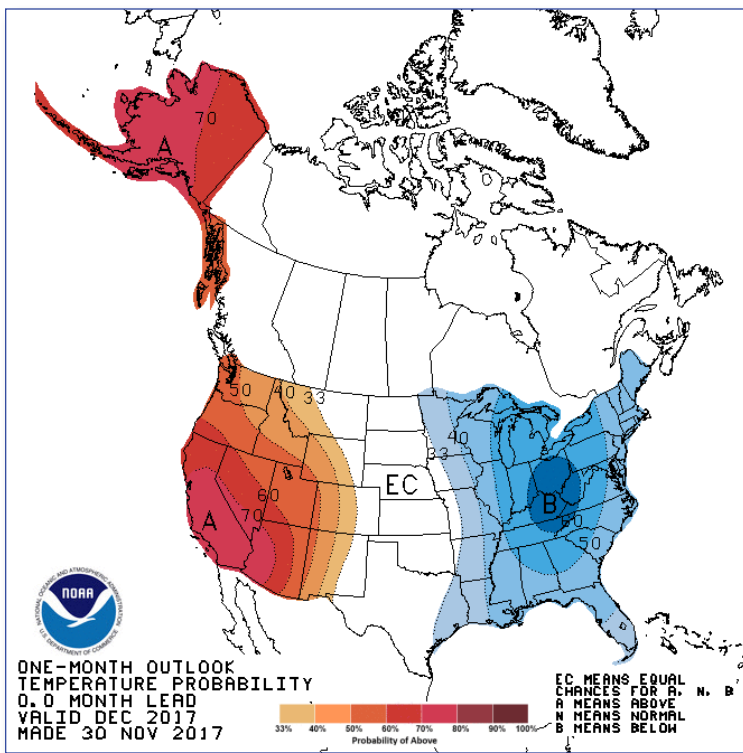 70
A
50
40
33
60
70
A
EC
40
33
B
60
50
NATIONAL OCEANIC AND ATMOSPHERIC ADMINISTRATION
NOAA
U.S. DEPARTMENT OF COMMERCE
ONE-MONTH OUTLOOK
TEMPERATURE PROBABILITY
0.0 MONTH LEAD
VALID DEC 2017
MADE 30 NOV 2017
33% 40% 50% 60% 70% 80% 90% 100%
Probability of Above
EC MEANS EQUAL
CHANCES FOR A, N, B
A MEANS ABOVE
N MEANS NORMAL
B MEANS BELOW